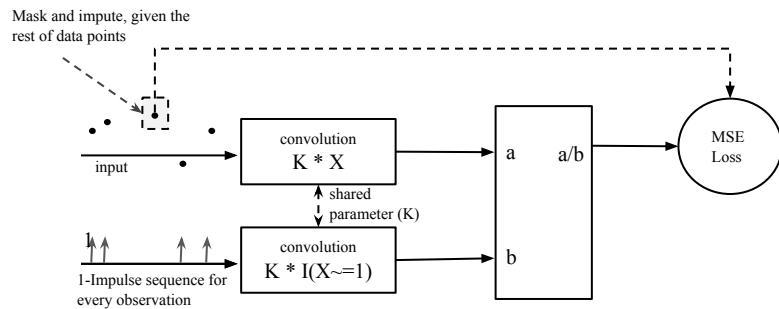 Mask and impute, given the
rest of data points
input
convolution
K * X
shared
parameter (K)
a
a/b
MSE
Loss
1
1-Impulse sequence for
every observation
convolution
K * I(X~=1)
b